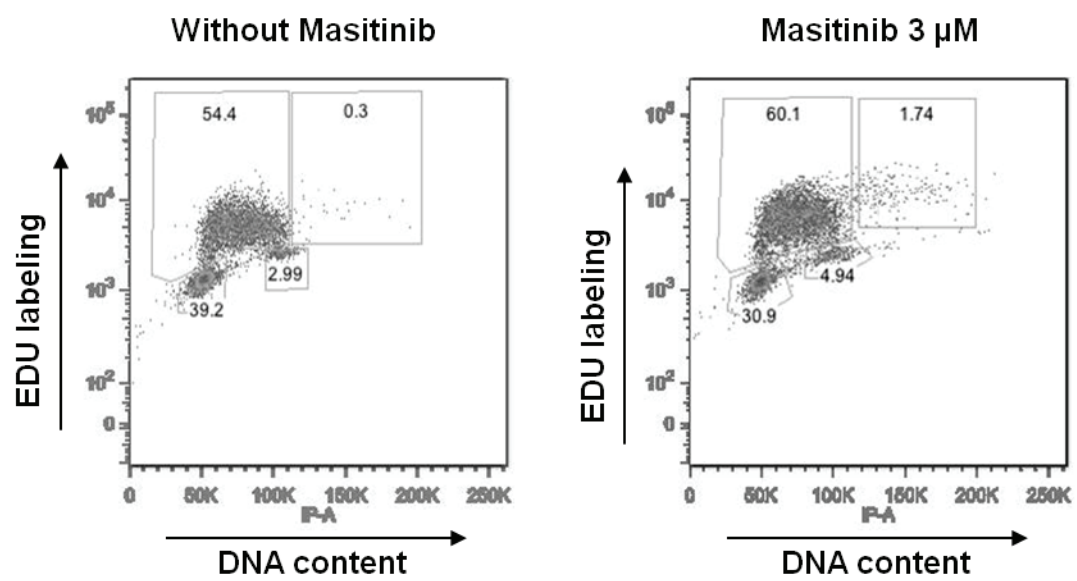 Without Masitinib
10⁵
10⁴
10³
10²
0
54.4
0.3
2.99
39.2
0
50K
100K
150K
200K
250K
IP-A
EDU labeling
DNA content
Masitinib 3 µM
10⁵
10⁴
10³
10²
0
60.1
1.74
4.94
30.9
0
50K
100K
150K
200K
250K
IP-A
EDU labeling
DNA content